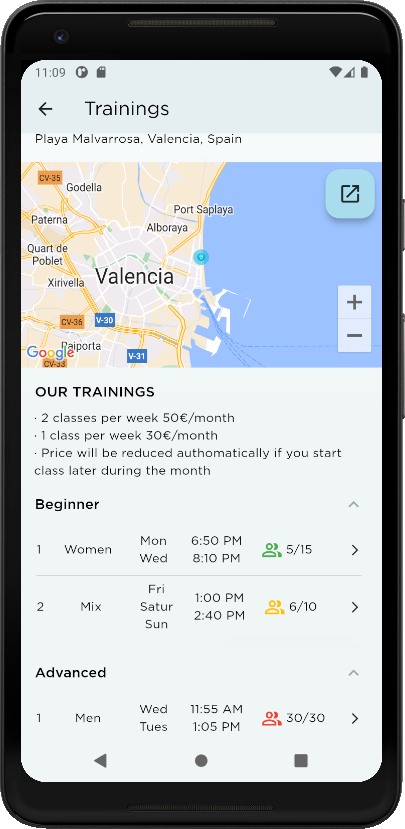 11:09
Trainings
Playa Malvarrosa, Valencia, Spain
CV-35
Godella
Port Saplaya
Paterna
Alboraya
Quart de
Poblet
Xirivella
Valencia
CV-36
V-30
Google
Paiporta
V-31
CV-33
OUR TRAININGS
· 2 classes per week 50€/month
· 1 class per week 30€/month
· Price will be reduced authomatically if you start
class later during the month
Beginner
1 Women Mon Wed 6:50 PM 8:10 PM 5/15
2 Mix Fri Satur Sun 1:00 PM 2:40 PM 6/10
Advanced
1 Men Wed Tues 11:55 AM 1:05 PM 30/30